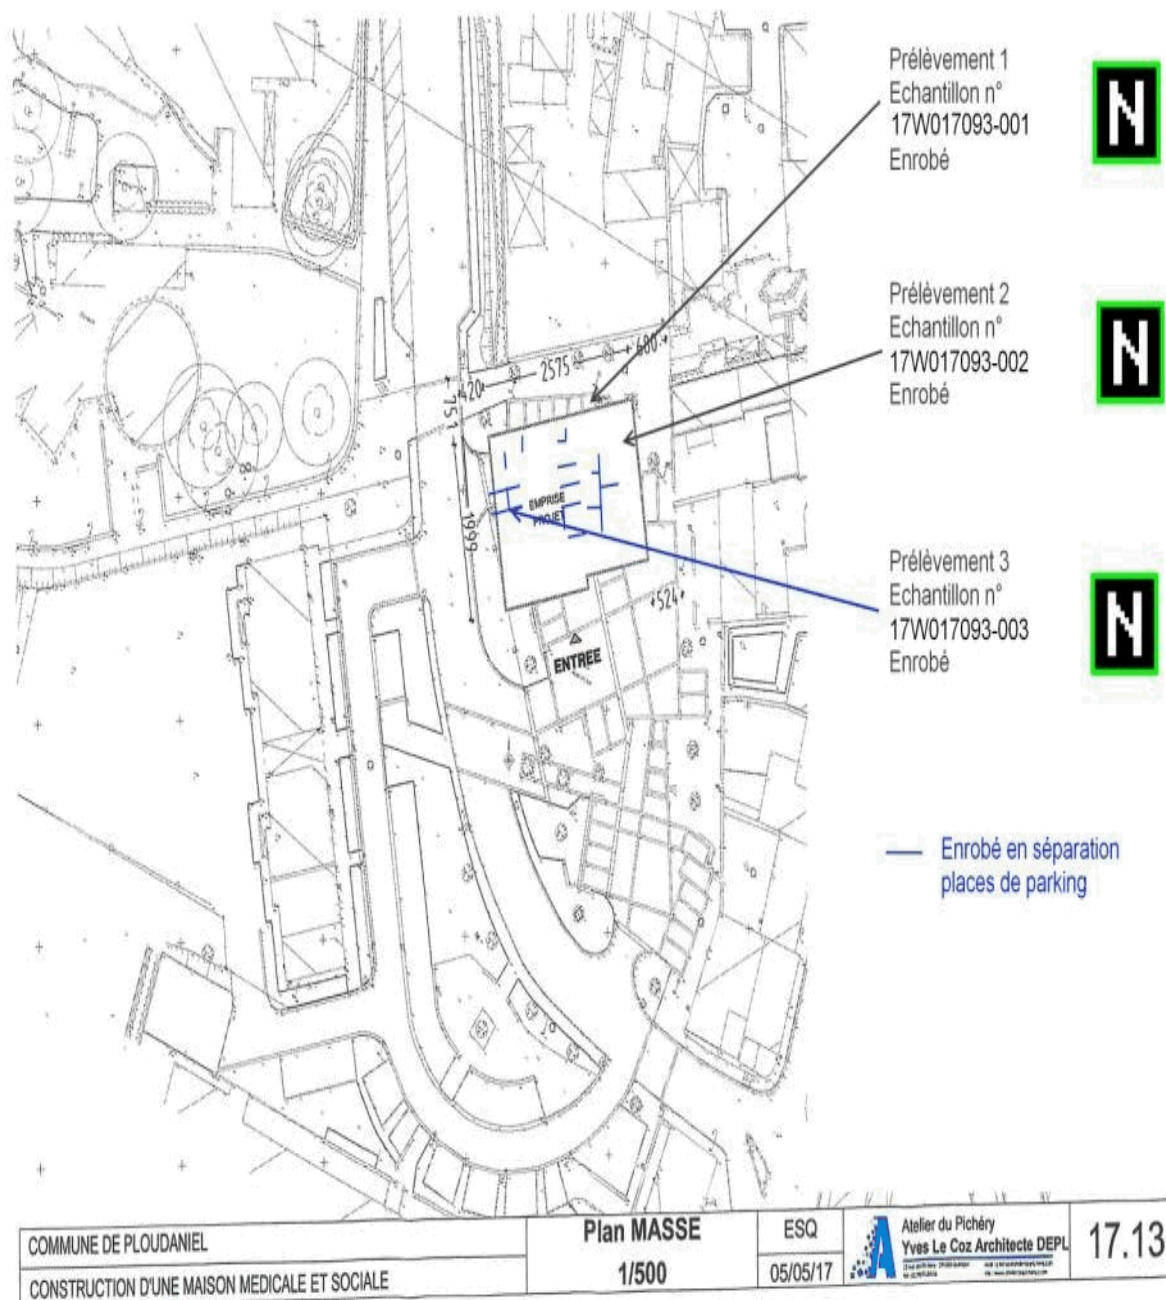 Prélèvement 1
Echantillon n°
17W017093-001
Enrobé
N
Prélèvement 2
Echantillon n°
17W017093-002
Enrobé
N
Prélèvement 3
Echantillon n°
17W017093-003
Enrobé
N
420 2575 680
751
1999
EMPRISE
PROJET
524
ENTREE
Enrobé en séparation
places de parking
COMMUNE DE PLOUDANIEL
CONSTRUCTION D'UNE MAISON MEDICALE ET SOCIALE
Plan MASSE
1/500
ESQ
05/05/17
A
Atelier du Pichéry
Yves Le Coz Architecte DEPL
17.13